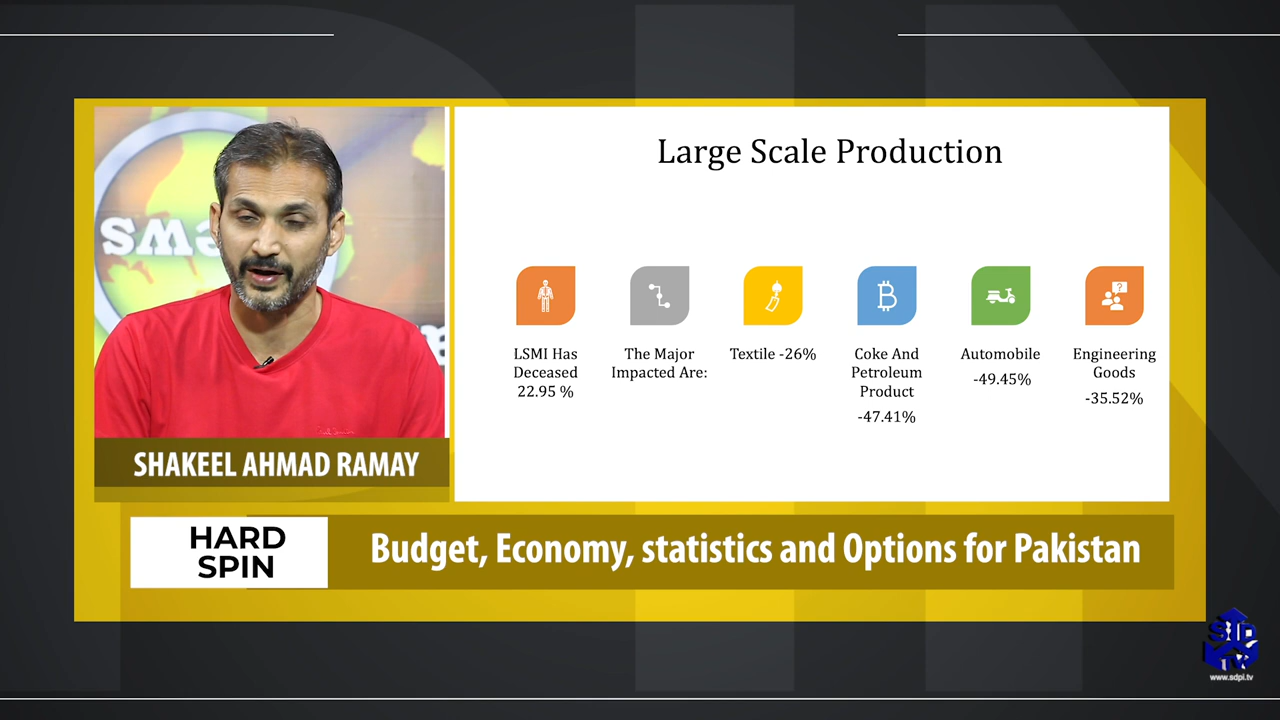 Large Scale Production
LSMI Has
Deceased
22.95 %
The Major
Impacted Are:
Textile -26%
Coke And
Petroleum
Product
-47.41%
Automobile
-49.45%
Engineering
Goods
-35.52%
SHAKEEL AHMAD RAMAY
HARD
SPIN
Budget, Economy, statistics and Options for Pakistan
www.sdpi.tv